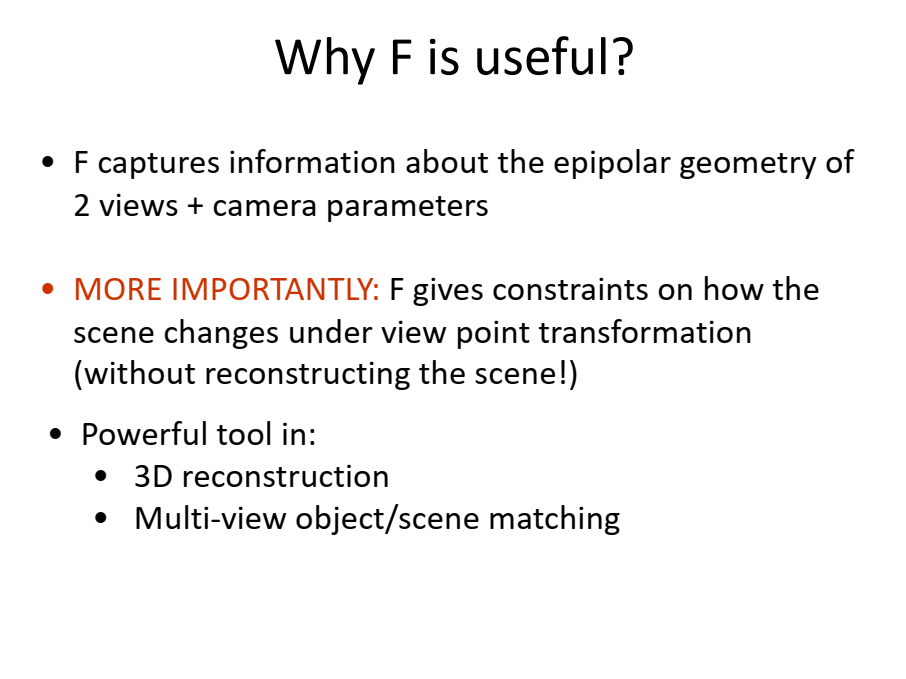 Why F is useful?
• F captures information about the epipolar geometry of
2 views + camera parameters
• MORE IMPORTANTLY: F gives constraints on how the
scene changes under view point transformation
(without reconstructing the scene!)
• Powerful tool in:
• 3D reconstruction
• Multi-view object/scene matching